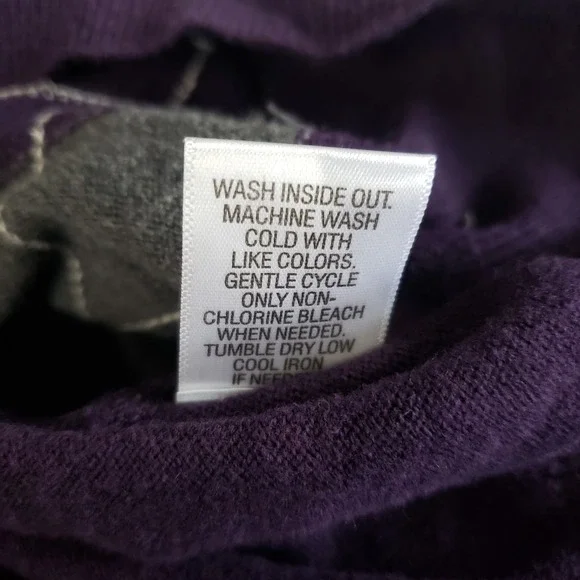 WASH INSIDE OUT.
MACHINE WASH
COLD WITH
LIKE COLORS.
GENTLE CYCLE
ONLY NON-
CHLORINE BLEACH
WHEN NEEDED.
TUMBLE DRY LOW
COOL IRON
IF